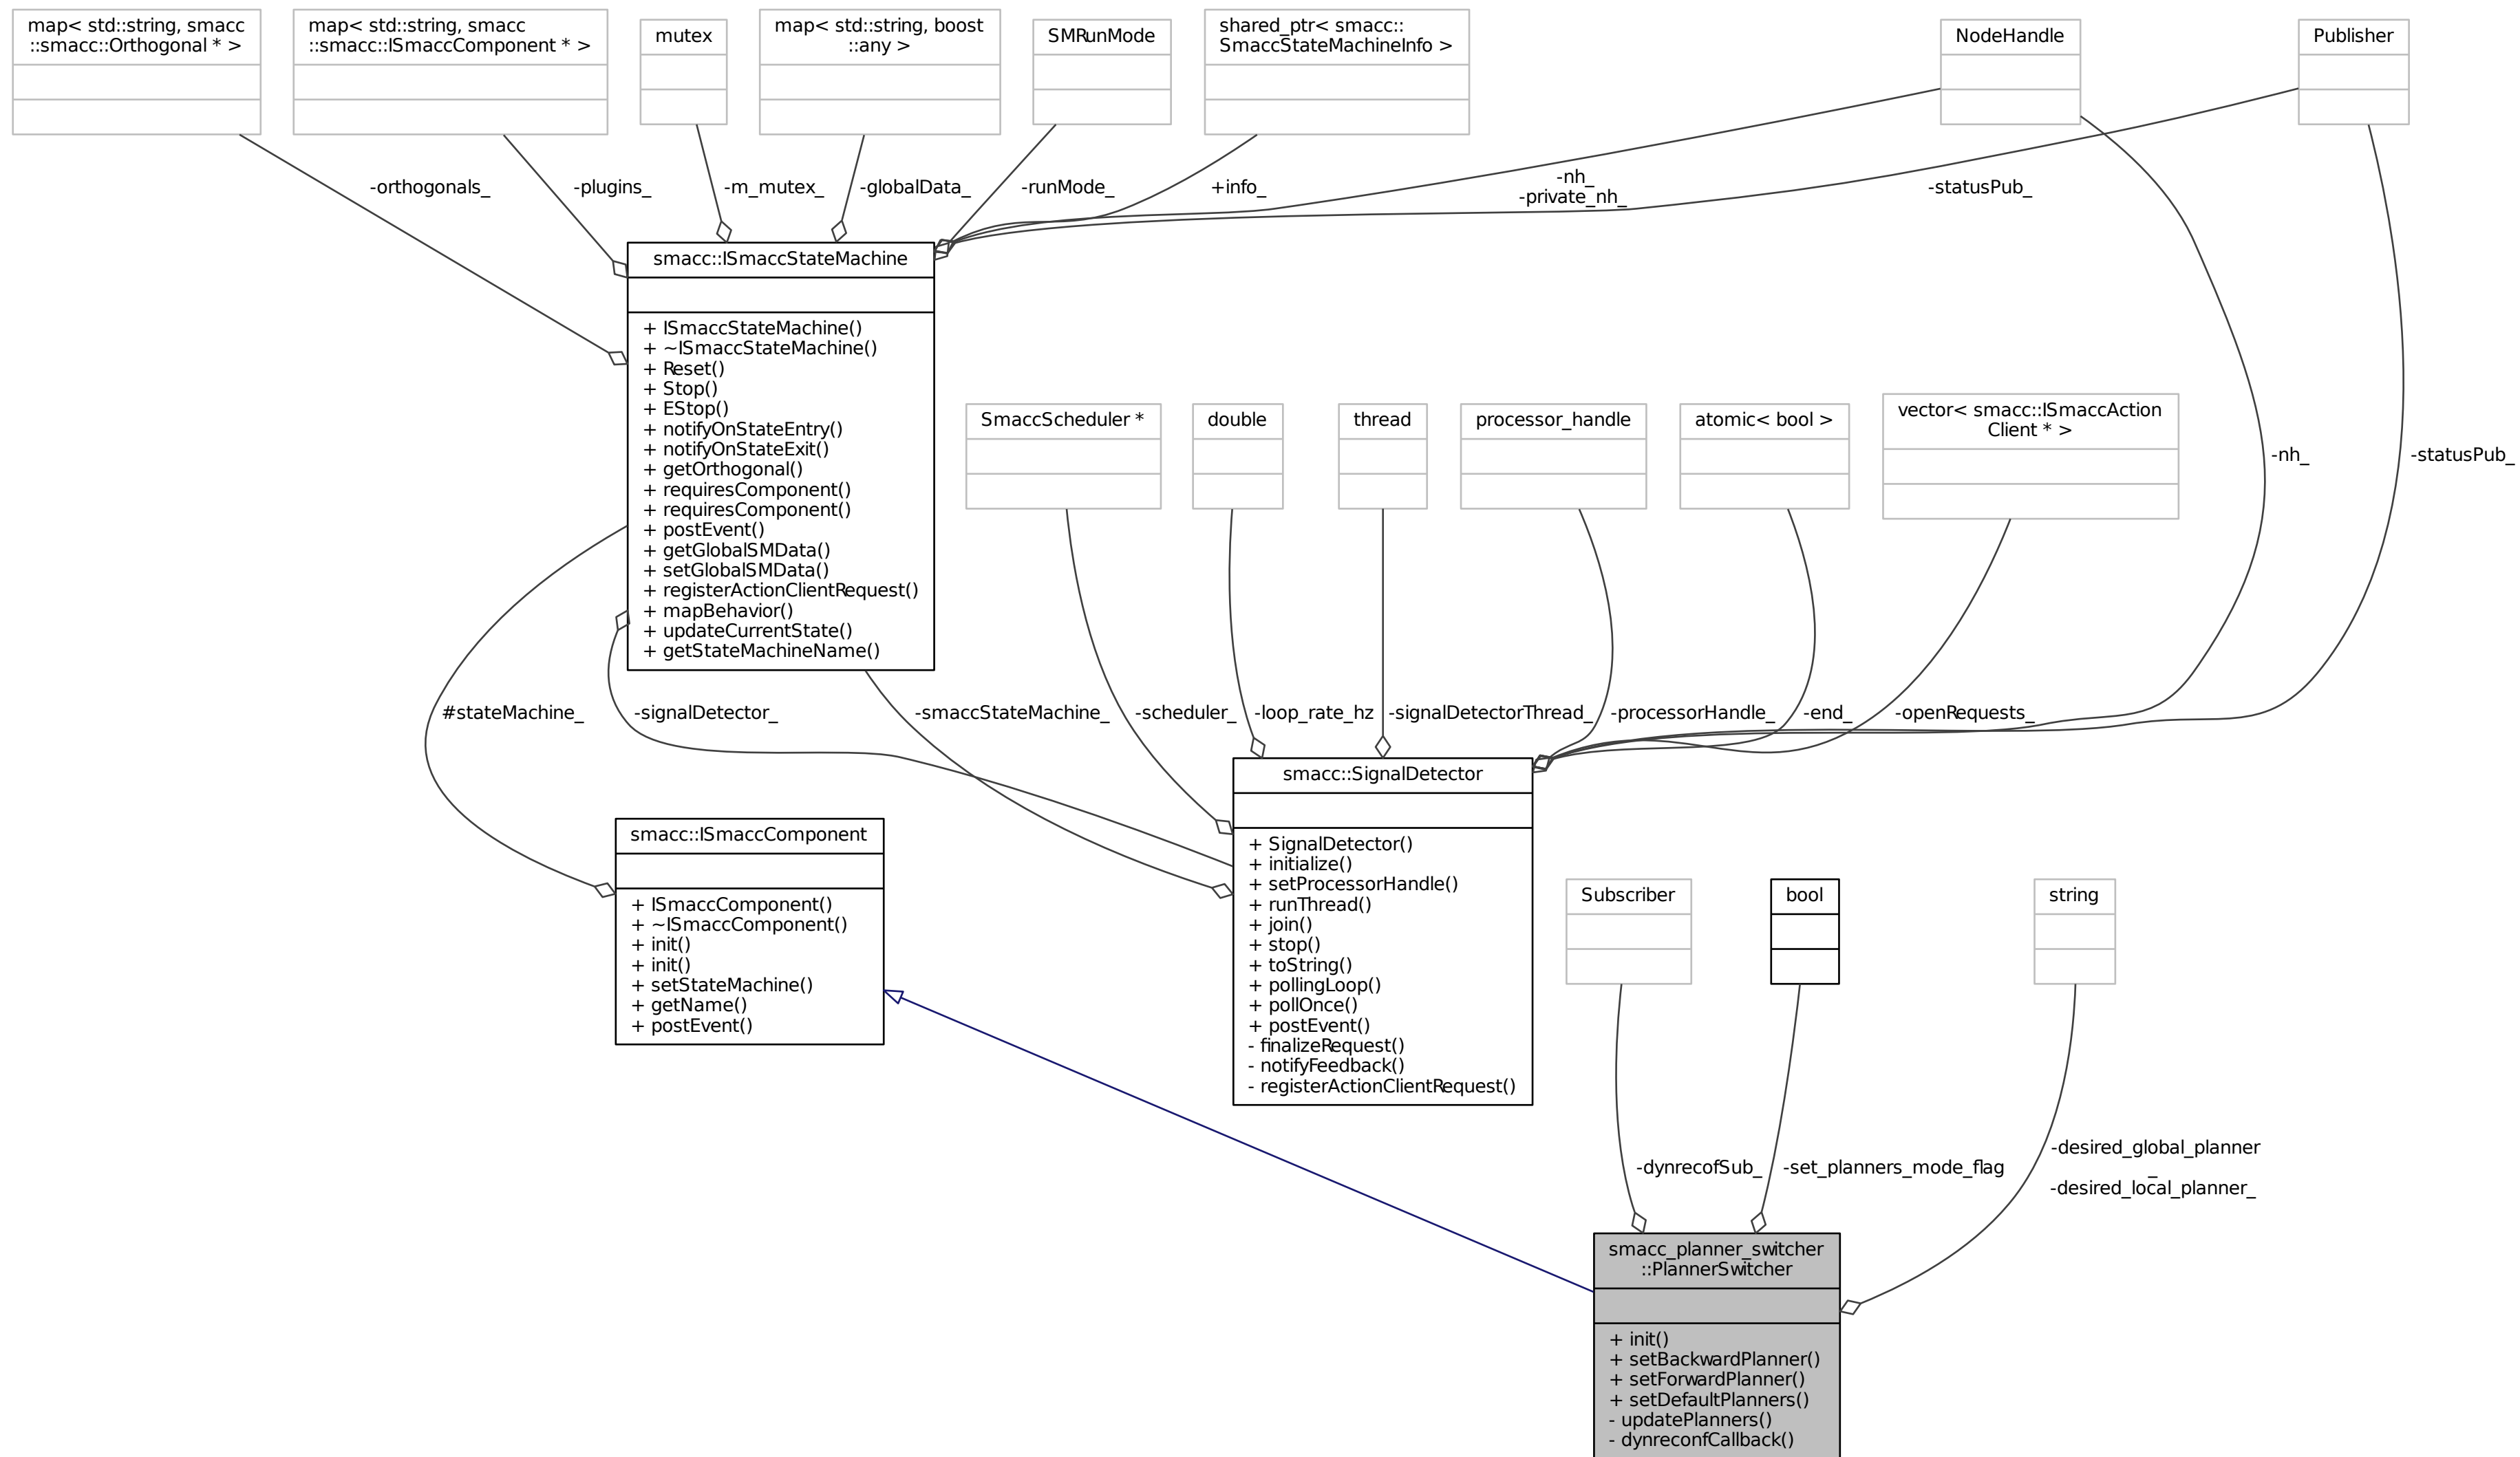 map< std::string, smacc
::smacc::Orthogonal * >
map< std::string, smacc
::smacc::ISmaccComponent * >
mutex
map< std::string, boost
::any >
SMRunMode
shared_ptr< smacc::
SmaccStateMachineInfo >
NodeHandle
Publisher
-orthogonals_
-plugins_
-m_mutex_
-globalData_
-runMode_
+info_
-nh_
-private_nh_
-statusPub_
smacc::ISmaccStateMachine
+ ISmaccStateMachine()
+ ~ISmaccStateMachine()
+ Reset()
+ Stop()
+ EStop()
+ notifyOnStateEntry()
+ notifyOnStateExit()
+ getOrthogonal()
+ requiresComponent()
+ requiresComponent()
+ postEvent()
+ getGlobalSMData()
+ setGlobalSMData()
+ registerActionClientRequest()
+ mapBehavior()
+ updateCurrentState()
+ getStateMachineName()
SmaccScheduler *
double
thread
processor_handle
atomic< bool >
vector< smacc::ISmaccAction
Client * >
-nh_
-statusPub_
#stateMachine_
-signalDetector_
-smaccStateMachine_
-scheduler_
-loop_rate_hz
-signalDetectorThread_
-processorHandle_
-end_
-openRequests_
smacc::SignalDetector
+ SignalDetector()
+ initialize()
+ setProcessorHandle()
+ runThread()
+ join()
+ stop()
+ toString()
+ pollingLoop()
+ pollOnce()
+ postEvent()
- finalizeRequest()
- notifyFeedback()
- registerActionClientRequest()
smacc::ISmaccComponent
+ ISmaccComponent()
+ ~ISmaccComponent()
+ init()
+ init()
+ setStateMachine()
+ getName()
+ postEvent()
Subscriber
bool
string
-dynrecofSub_
-set_planners_mode_flag
-desired_global_planner
_
-desired_local_planner_
smacc_planner_switcher
::PlannerSwitcher
+ init()
+ setBackwardPlanner()
+ setForwardPlanner()
+ setDefaultPlanners()
- updatePlanners()
- dynreconfCallback()